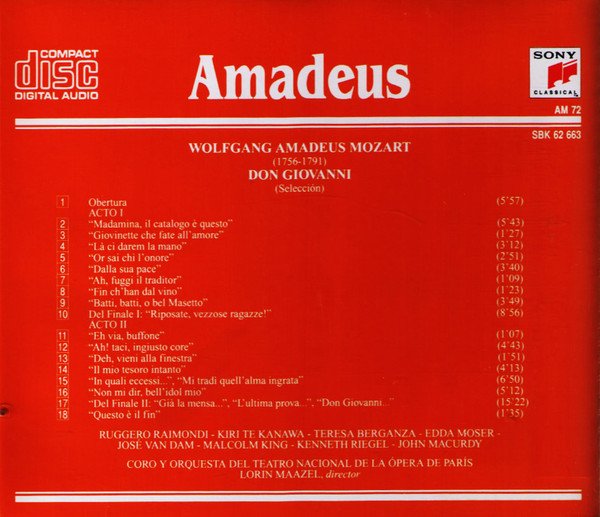 COMPACT
disc
DIGITAL AUDIO
Amadeus
SONY
CLASSICAL
AM 72
SBK 62 663
WOLFGANG AMADEUS MOZART
(1756-1791)
DON GIOVANNI
(Selección)
1 Obertura (5'57)
ACTO I
2 "Madamina, il catalogo è questo" (5'43)
3 "Giovinette che fate all'amore" (1'27)
4 "Là ci darem la mano" (3'12)
5 "Or sai chi l'onore" (2'51)
6 "Dalla sua pace" (3'40)
7 "Ah, fuggi il traditor" (1'09)
8 "Fin ch'han dal vino" (1'23)
9 "Batti, batti, o bel Masetto" (3'49)
10 Del Finale I: "Riposate, vezzose ragazze!" (8'56)
ACTO II
11 "Eh via, buffone" (1'07)
12 "Ah! taci, ingiusto core" (4'43)
13 "Deh, vieni alla finestra" (1'51)
14 "Il mio tesoro intanto" (4'13)
15 "In quali eccessi...", "Mi tradì quell'alma ingrata" (6'50)
16 "Non mi dir, bell'idol mio" (5'12)
17 "Del Finale II: "Già la mensa...", "L'ultima prova...", "Don Giovanni..." (15'22)
18 "Questo è il fin" (1'35)
RUGGERO RAIMONDI - KIRI TE KANAWA - TERESA BERGANZA - EDDA MOSER -
JOSÉ VAN DAM - MALCOLM KING - KENNETH RIEGEL - JOHN MACURDY
CORO Y ORQUESTA DEL TEATRO NACIONAL DE LA ÓPERA DE PARÍS
LORIN MAAZEL, director